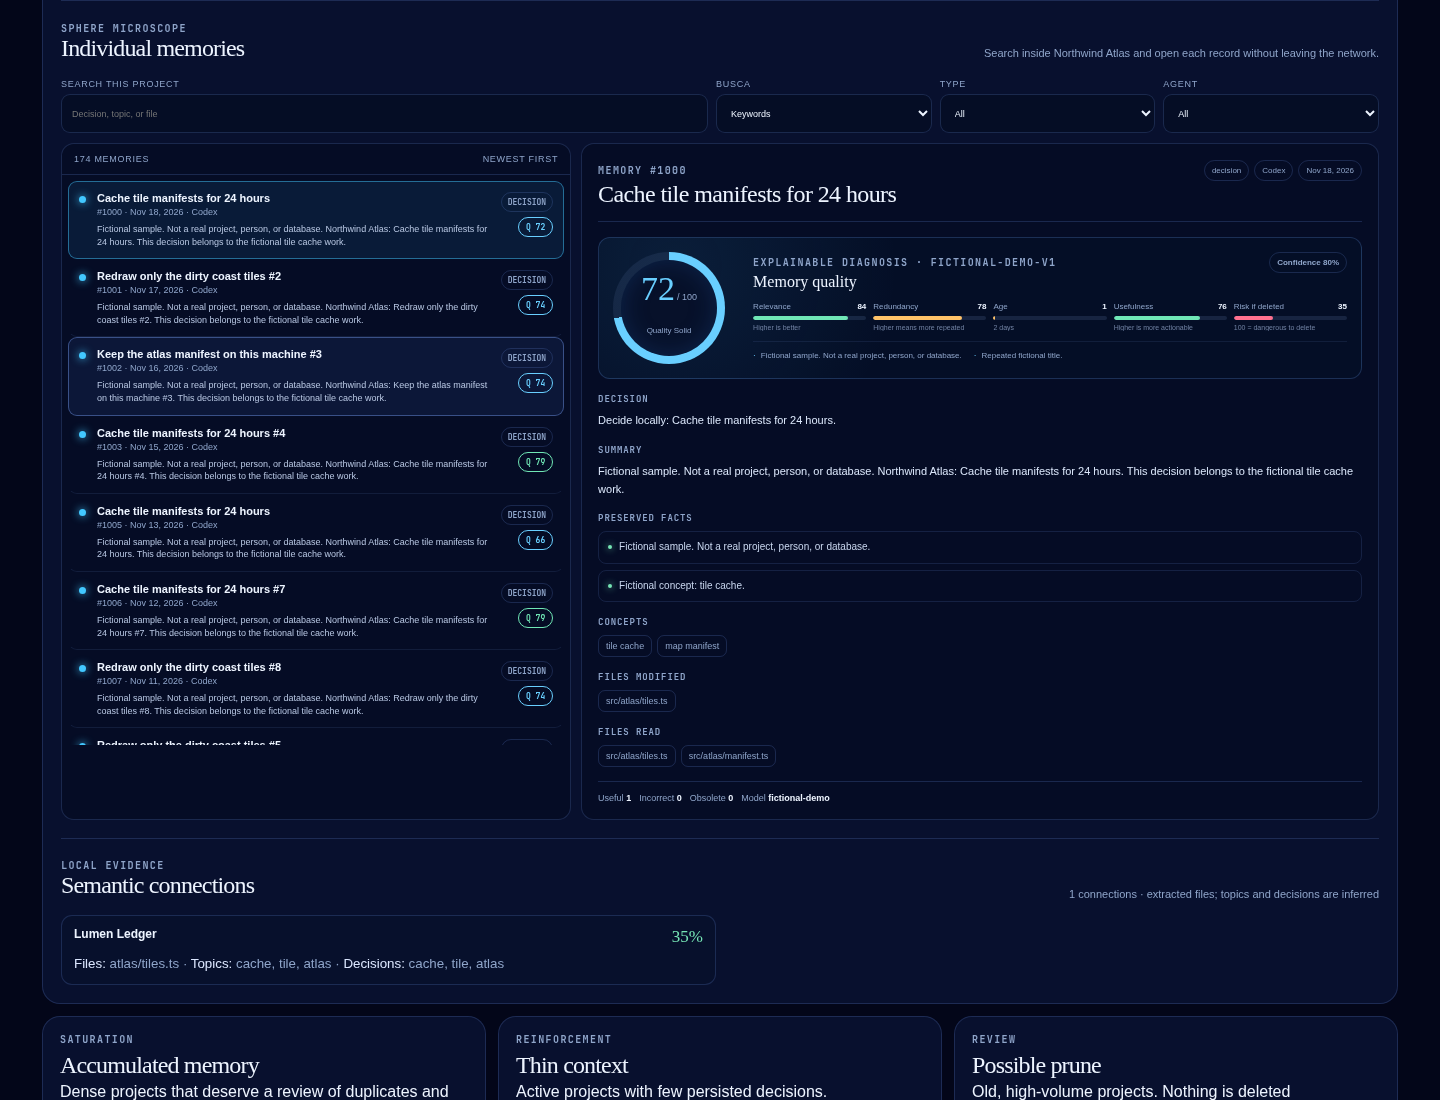 SPHERE MICROSCOPE
Individual memories
Search inside Northwind Atlas and open each record without leaving the network.
SEARCH THIS PROJECT
BUSCA
TYPE
AGENT
Decision, topic, or file
Keywords
All
All
174 MEMORIES
NEWEST FIRST
Cache tile manifests for 24 hours
#1000 · Nov 18, 2026 · Codex
Fictional sample. Not a real project, person, or database. Northwind Atlas: Cache tile manifests for
24 hours. This decision belongs to the fictional tile cache work.
DECISION
Q 72
Redraw only the dirty coast tiles #2
#1001 · Nov 17, 2026 · Codex
Fictional sample. Not a real project, person, or database. Northwind Atlas: Redraw only the dirty
coast tiles #2. This decision belongs to the fictional tile cache work.
DECISION
Q 74
Keep the atlas manifest on this machine #3
#1002 · Nov 16, 2026 · Codex
Fictional sample. Not a real project, person, or database. Northwind Atlas: Keep the atlas manifest
on this machine #3. This decision belongs to the fictional tile cache work.
DECISION
Q 74
Cache tile manifests for 24 hours #4
#1003 · Nov 15, 2026 · Codex
Fictional sample. Not a real project, person, or database. Northwind Atlas: Cache tile manifests for
24 hours #4. This decision belongs to the fictional tile cache work.
DECISION
Q 79
Cache tile manifests for 24 hours
#1005 · Nov 13, 2026 · Codex
Fictional sample. Not a real project, person, or database. Northwind Atlas: Cache tile manifests for
24 hours. This decision belongs to the fictional tile cache work.
DECISION
Q 66
Cache tile manifests for 24 hours #7
#1006 · Nov 12, 2026 · Codex
Fictional sample. Not a real project, person, or database. Northwind Atlas: Cache tile manifests for
24 hours #7. This decision belongs to the fictional tile cache work.
DECISION
Q 79
Redraw only the dirty coast tiles #8
#1007 · Nov 11, 2026 · Codex
Fictional sample. Not a real project, person, or database. Northwind Atlas: Redraw only the dirty
coast tiles #8. This decision belongs to the fictional tile cache work.
DECISION
Q 74
Redraw only the dirty coast tiles #5
MEMORY #1000
Cache tile manifests for 24 hours
decision
Codex
Nov 18, 2026
72 / 100
Quality Solid
EXPLAINABLE DIAGNOSIS · FICTIONAL-DEMO-V1
Memory quality
Confidence 80%
Relevance 84
Higher is better
Redundancy 78
Higher means more repeated
Age 1
2 days
Usefulness 76
Higher is more actionable
Risk if deleted 35
100 = dangerous to delete
· Fictional sample. Not a real project, person, or database.
· Repeated fictional title.
DECISION
Decide locally: Cache tile manifests for 24 hours.
SUMMARY
Fictional sample. Not a real project, person, or database. Northwind Atlas: Cache tile manifests for 24 hours. This decision belongs to the fictional tile cache
work.
PRESERVED FACTS
Fictional sample. Not a real project, person, or database.
Fictional concept: tile cache.
CONCEPTS
tile cache
map manifest
FILES MODIFIED
src/atlas/tiles.ts
FILES READ
src/atlas/tiles.ts
src/atlas/manifest.ts
Useful 1 Incorrect 0 Obsolete 0 Model fictional-demo
LOCAL EVIDENCE
Semantic connections
1 connections · extracted files; topics and decisions are inferred
Lumen Ledger
35%
Files: atlas/tiles.ts · Topics: cache, tile, atlas · Decisions: cache, tile, atlas
SATURATION
Accumulated memory
Dense projects that deserve a review of duplicates and
REINFORCEMENT
Thin context
Active projects with few persisted decisions.
REVIEW
Possible prune
Old, high-volume projects. Nothing is deleted